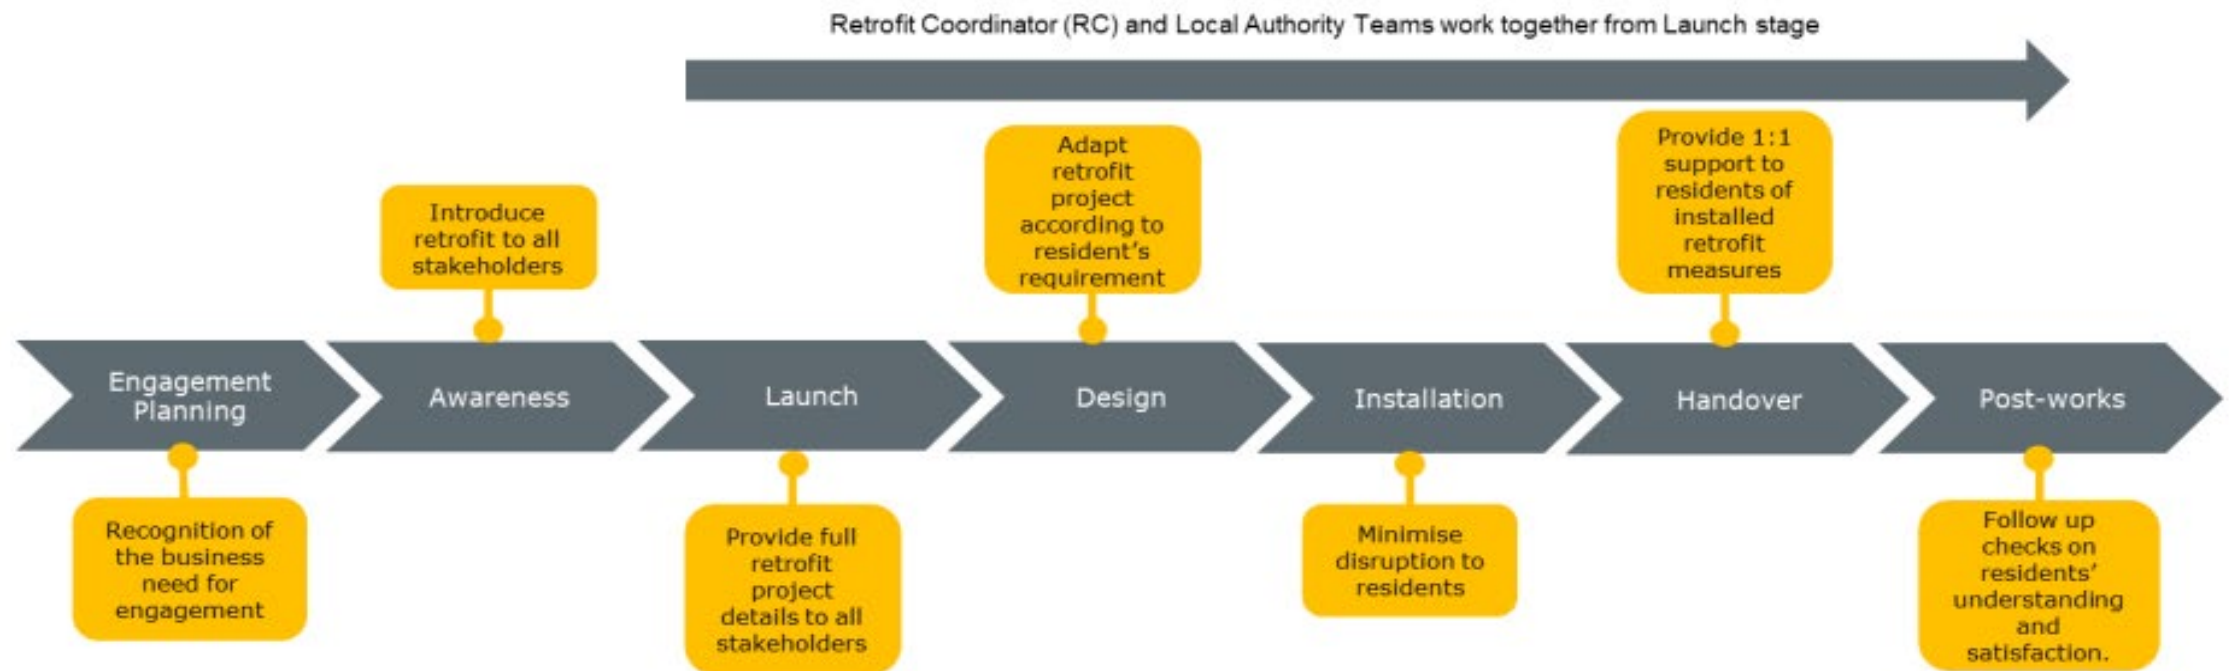 Retrofit Coordinator (RC) and Local Authority Teams work together from Launch stage
Introduce
retrofit to all
stakeholders
Adapt
retrofit
project
according to
resident's
requirement
Provide 1:1
support to
residents of
installed
retrofit
measures
Engagement
Planning
Awareness
Launch
Design
Installation
Handover
Post-works
Recognition of
the business
need for
engagement
Provide full
retrofit
project
details to all
stakeholders
Minimise
disruption to
residents
Follow up
checks on
residents'
understanding
and
satisfaction.